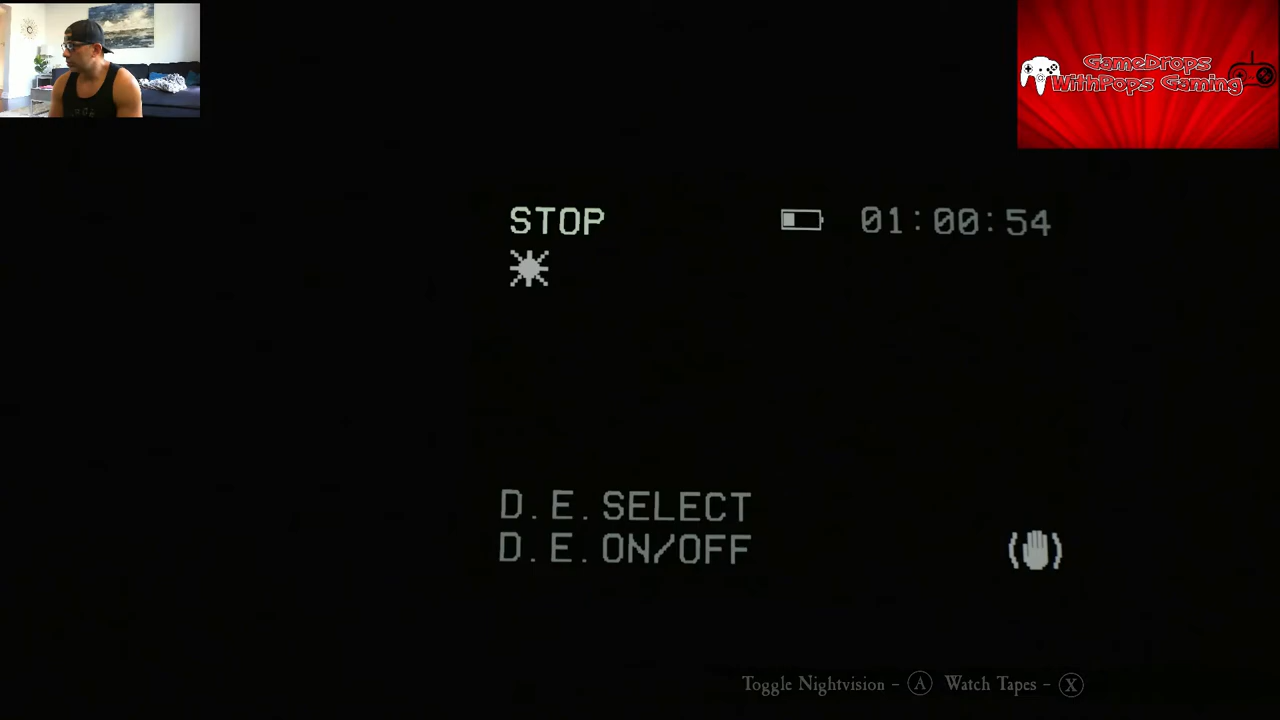 GameDrops
WithPops Gaming
STOP 01:00:54
D.E.SELECT
D.E.ON/OFF
Toggle Nightvision - A Watch Tapes - X